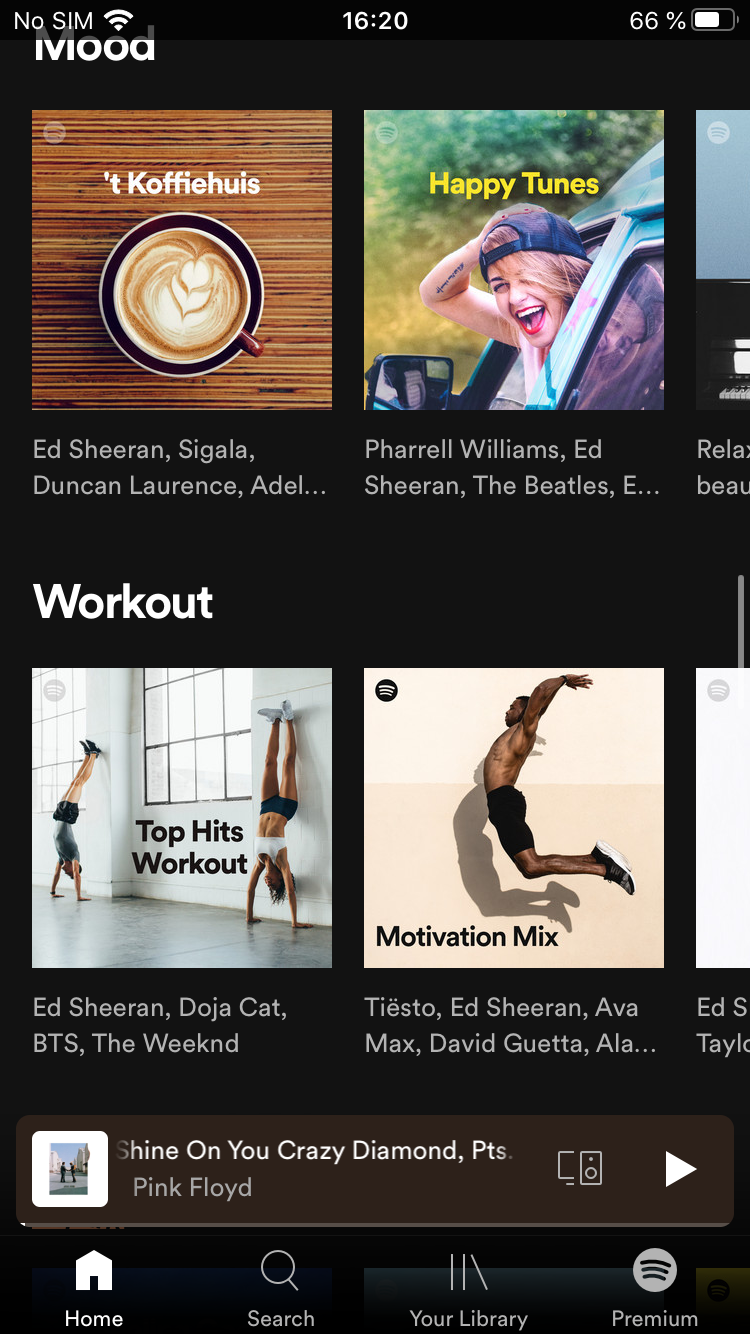 No SIM 16:20 66 %
Mood
't Koffiehuis
Happy Tunes
Ed Sheeran, Sigala,
Duncan Laurence, Adel...
Pharrell Williams, Ed
Sheeran, The Beatles, E...
Relax
beau
Workout
Top Hits
Workout
Motivation Mix
Ed Sheeran, Doja Cat,
BTS, The Weeknd
Tiësto, Ed Sheeran, Ava
Max, David Guetta, Ala...
Ed S
Taylo
Shine On You Crazy Diamond, Pts.
Pink Floyd
Home
Search
Your Library
Premium